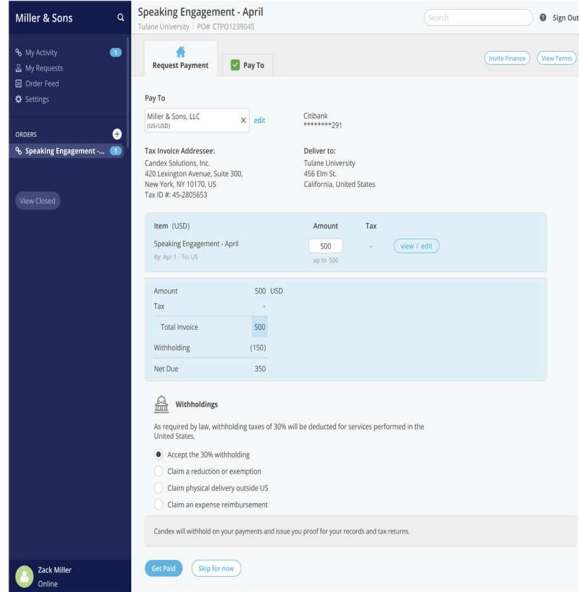 Miller & Sons
My Activity 1
My Requests
Order Feed
Settings
ORDERS
Speaking Engagement -... 1
View Closed
Zack Miller
Online
Speaking Engagement - April
Tulane University | PO# CTPO1239045
Search
Sign Out
Request Payment
Pay To
Invite Finance
View Terms
Pay To
Miller & Sons, LLC X edit
(US/USD)
Citibank
********291
Tax Invoice Addressee:
Candex Solutions, Inc.
420 Lexington Avenue, Suite 300,
New York, NY 10170, US
Tax ID #: 45-2805653
Deliver to:
Tulane University
456 Elm St.
California, United States
Item (USD) Amount Tax
Speaking Engagement - April 500 - view / edit
By: Apr 1 | To: US up to 500
Amount 500 USD
Tax -
Total Invoice 500
Withholding (150)
Net Due 350
Withholdings
As required by law, withholding taxes of 30% will be deducted for services performed in the
United States.
Accept the 30% withholding
Claim a reduction or exemption
Claim physical delivery outside US
Claim an expense reimbursement
Candex will withhold on your payments and issue you proof for your records and tax returns.
Get Paid
Skip for now